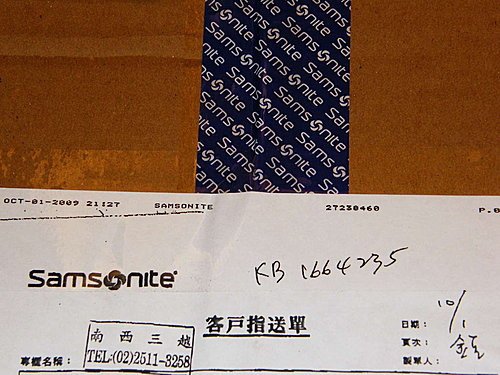 Samsonite
OCT-01-2009 21:27 SAMSONITE 27230460 P.0
Samsonite
KB 1664235
客戶指送單
專櫃名稱：
南西三越
TEL:(02)2511-3258
日期： 10/1
頁次：
製單人：